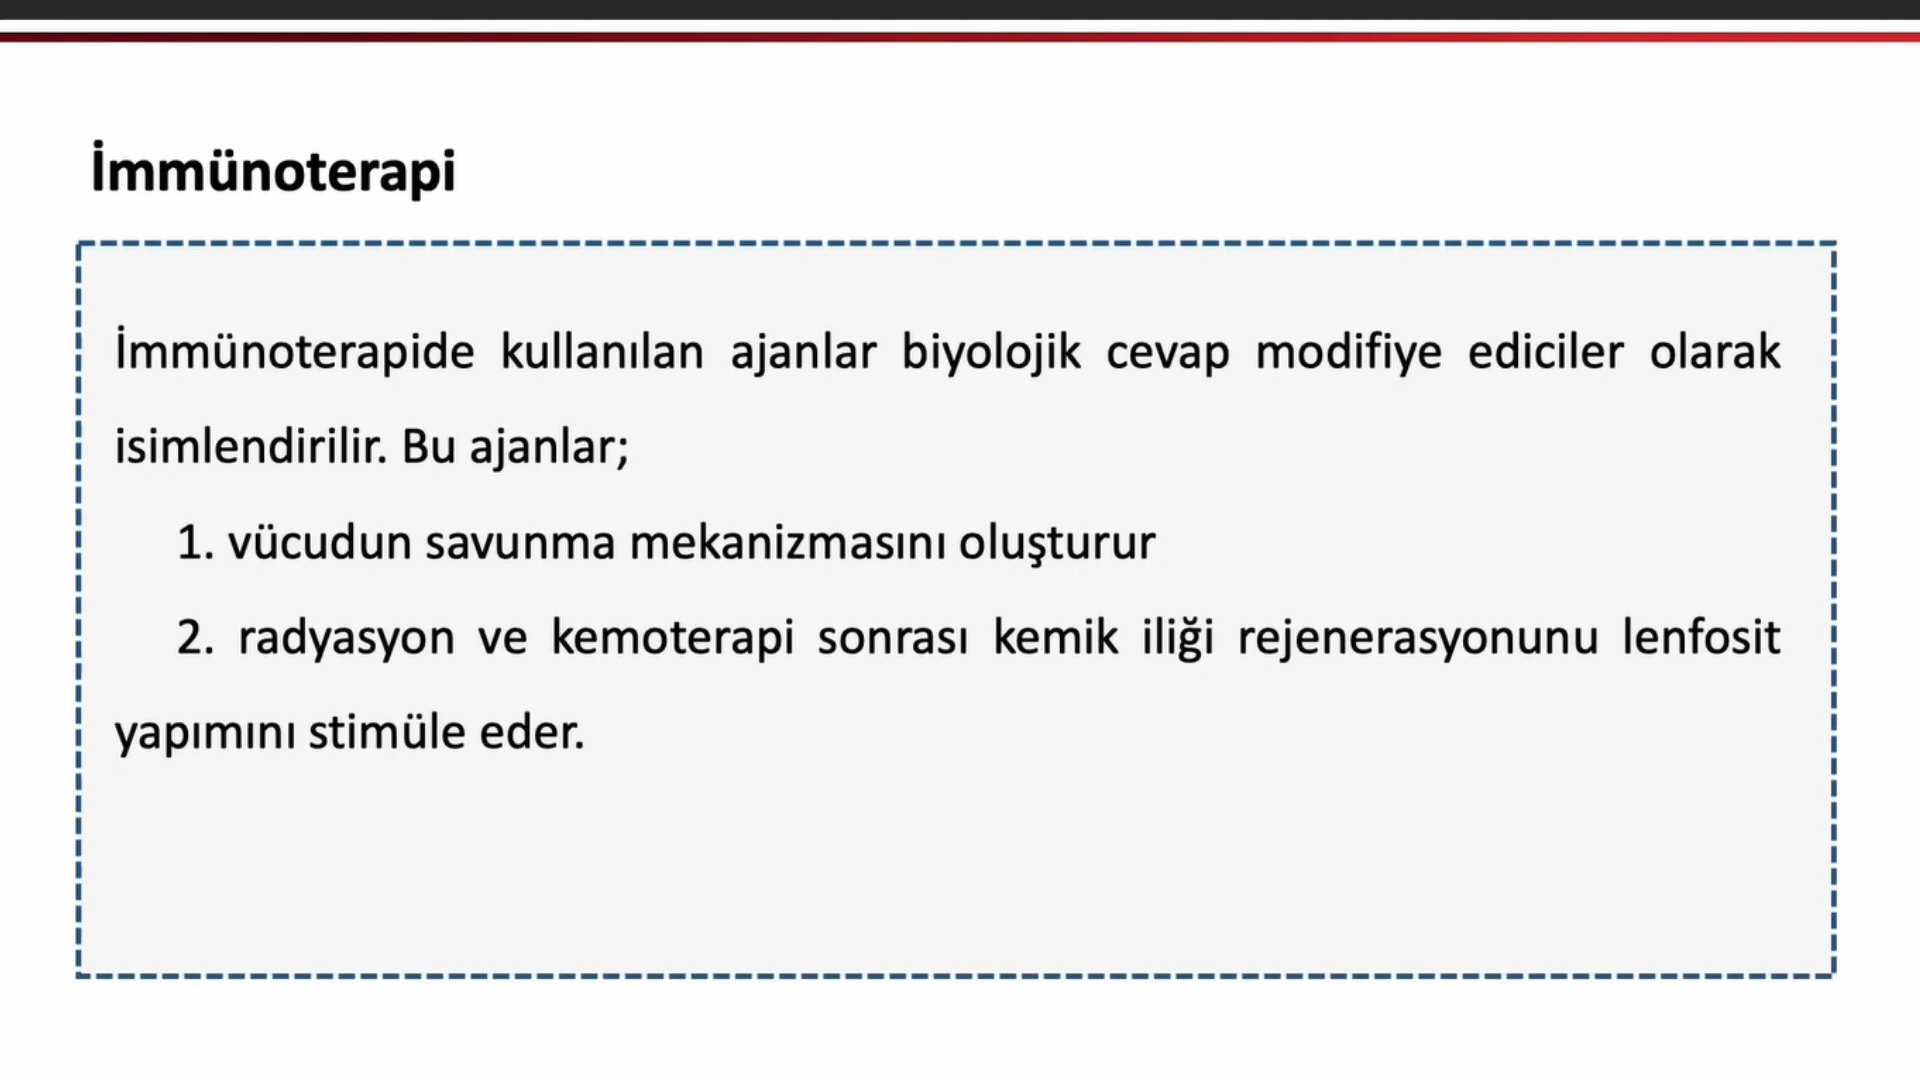 İmmünoterapi
İmmünoterapide kullanılan ajanlar biyolojik cevap modifiye ediciler olarak
isimlendirilir. Bu ajanlar;
1. vücudun savunma mekanizmasını oluşturur
2. radyasyon ve kemoterapi sonrası kemik iliği rejenerasyonunu lenfosit
yapımını stimüle eder.